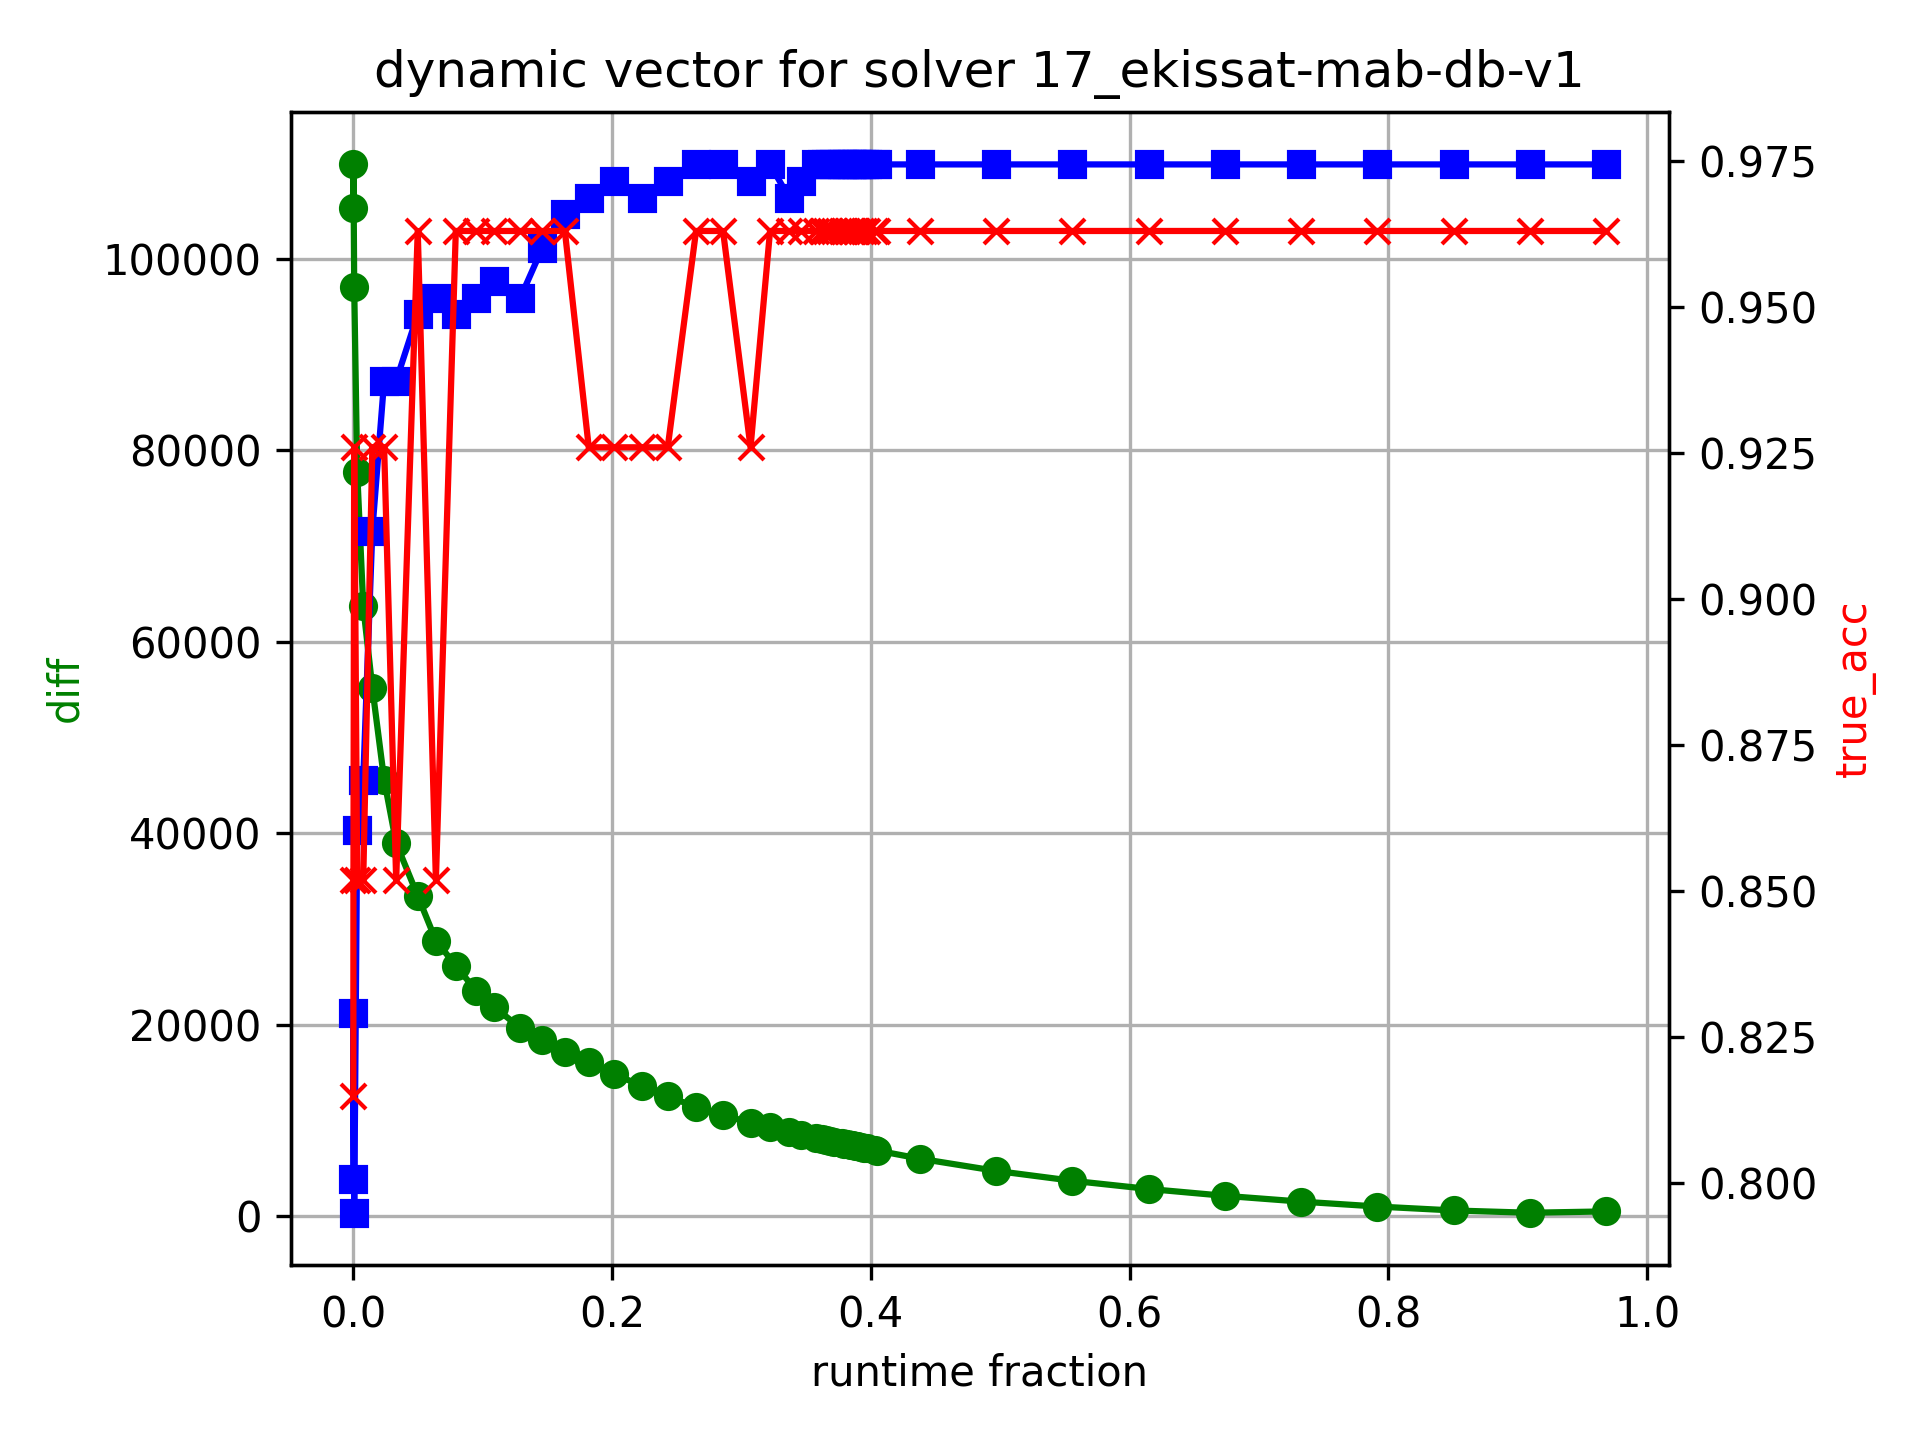 dynamic vector for solver 17_ekissat-mab-db-v1
100000
80000
60000
40000
20000
0
diff
0.975
0.950
0.925
0.900
0.875
0.850
0.825
0.800
true_acc
0.0 0.2 0.4 0.6 0.8 1.0
runtime fraction